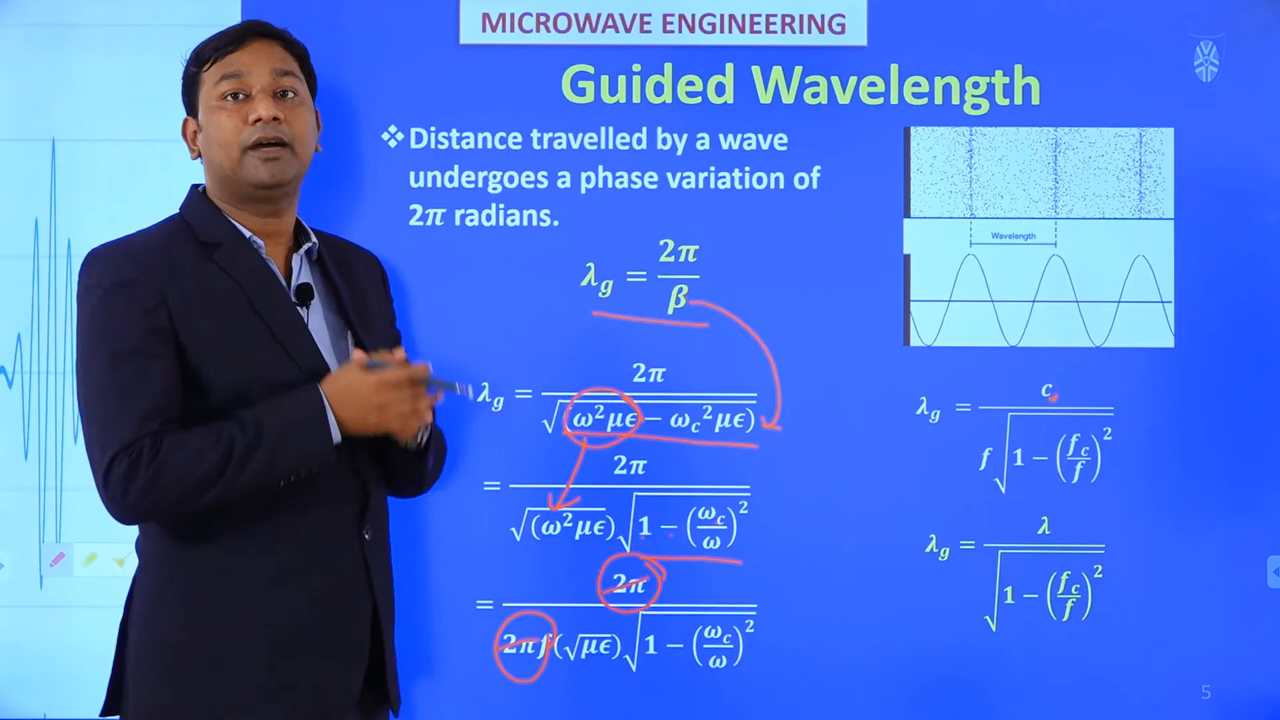 MICROWAVE ENGINEERING
Guided Wavelength
❖Distance travelled by a wave
undergoes a phase variation of
2π radians.
λg = 2π / β
λg = 2π / √(ω²μϵ − ωc²μϵ)
= 2π / √(ω²μϵ) √1 − (ωc/ω)²
= 2π / 2πf(√μϵ) √1 − (ωc/ω)²
Wavelength
λg = c / f √1 − (fc/f)²
λg = λ / √1 − (fc/f)²
5